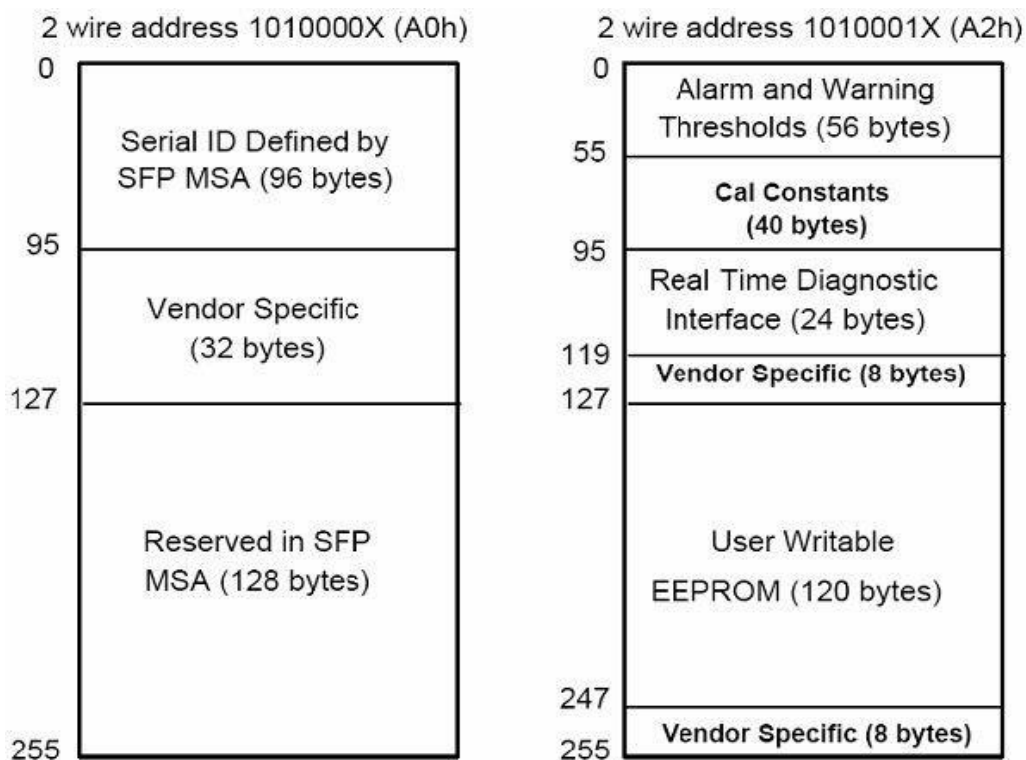 2 wire address 1010000X (A0h)
0
Serial ID Defined by
SFP MSA (96 bytes)
95
Vendor Specific
(32 bytes)
127
Reserved in SFP
MSA (128 bytes)
255
2 wire address 1010001X (A2h)
0
Alarm and Warning
Thresholds (56 bytes)
55
Cal Constants
(40 bytes)
95
Real Time Diagnostic
Interface (24 bytes)
119
Vendor Specific (8 bytes)
127
User Writable
EEPROM (120 bytes)
247
Vendor Specific (8 bytes)
255